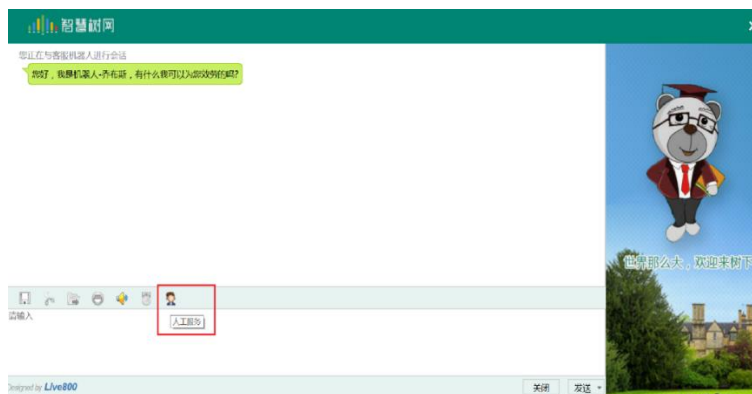 智慧树网
您正在与客服机器人进行会话
您好，我是机器人-乔布斯，有什么我可以为您效劳的吗?
世界那么大，欢迎来树下
人工服务
请输入
Designed by Live800
关闭
发送